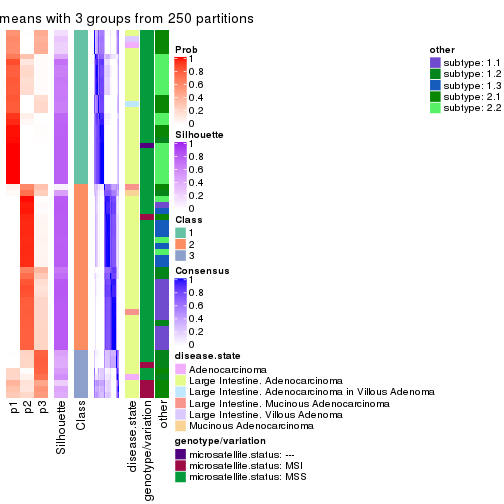 means with 3 groups from 250 partitions
Prob
1
0.8
0.6
0.4
0.2
0
Silhouette
1
0.8
0.6
0.4
0.2
0
Class
1
2
3
Consensus
1
0.8
0.6
0.4
0.2
0
disease.state
Adenocarcinoma
Large Intestine. Adenocarcinoma
Large Intestine. Adenocarcinoma in Villous Adenoma
Large Intestine. Mucinous Adenocarcinoma
Large Intestine. Villous Adenoma
Mucinous Adenocarcinoma
genotype/variation
microsatellite.status: ---
microsatellite.status: MSI
microsatellite.status: MSS
other
subtype: 1.1
subtype: 1.2
subtype: 1.3
subtype: 2.1
subtype: 2.2
p1
p2
p3
Silhouette
Class
disease.state
genotype/variation
other